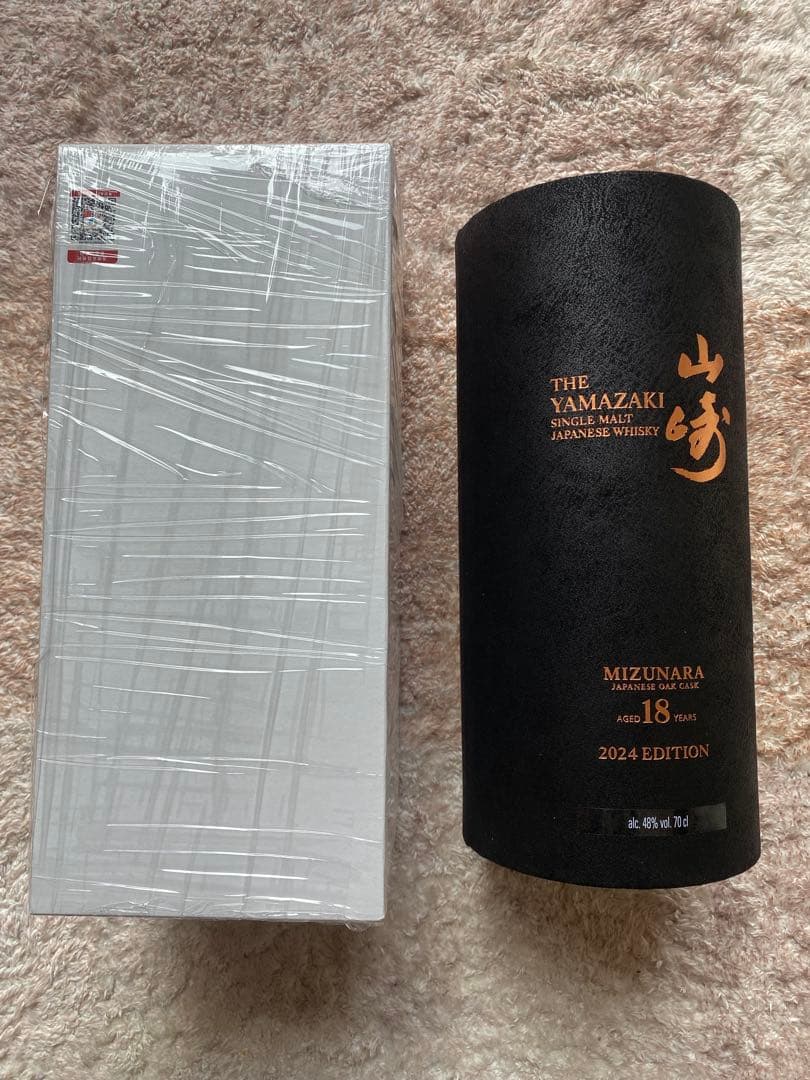 THE
YAMAZAKI
SINGLE MALT
JAPANESE WHISKY
山崎
MIZUNARA
JAPANESE OAK CASK
AGED 18 YEARS
2024 EDITION
alc. 48% vol. 70 cl